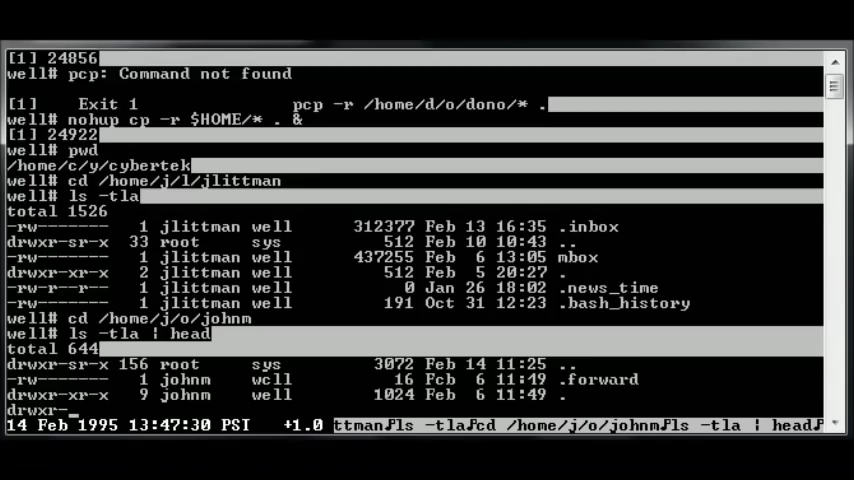 [1] 24856
well# pcp: Command not found
[1]    Exit 1                 pcp -r /home/d/o/dono/* .
well# nohup cp -r $HOME/* . &
[1] 24922
well# pwd
/home/c/y/cybertek
well# cd /home/j/l/jlittman
well# ls -tla
total 1526
-rw-------   1 jlittman well       312377 Feb 13 16:35 .inbox
drwxr-sr-x  33 root     sys           512 Feb 10 10:43 ..
-rw-------   1 jlittman well       437255 Feb  6 13:05 mbox
drwxr-xr-x   2 jlittman well          512 Feb  5 20:27 .
-rw-r--r--   1 jlittman well            0 Jan 26 18:02 .news_time
-rw-------   1 jlittman well          191 Oct 31 12:23 .bash_history
well# cd /home/j/o/johnm
well# ls -tla | head
total 644
drwxr-sr-x 156 root     sys          3072 Feb 14 11:25 ..
-rw-------   1 johnm    well           16 Feb  6 11:49 .forward
drwxr-xr-x   9 johnm    well         1024 Feb  6 11:49 .
drwxr-_
14 Feb 1995 13:47:30 PST   +1.0 ttman♪ls -tla♪cd /home/j/o/johnm♪ls -tla | head♪